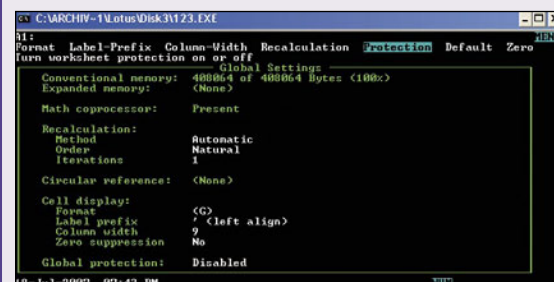 C:\ARCHIV~1\Lotus\Disk3\123.EXE
A1:
Format Label-Prefix Column-Width Recalculation Protection Default Zero
Turn worksheet protection on or off
Global Settings
Conventional memory: 408064 of 408064 Bytes (100%)
Expanded memory: (None)
Math coprocessor: Present
Recalculation:
Method Automatic
Order Natural
Iterations 1
Circular reference: (None)
Cell display:
Format (G)
Label prefix ' (left align)
Column width 9
Zero suppression No
Global protection: Disabled